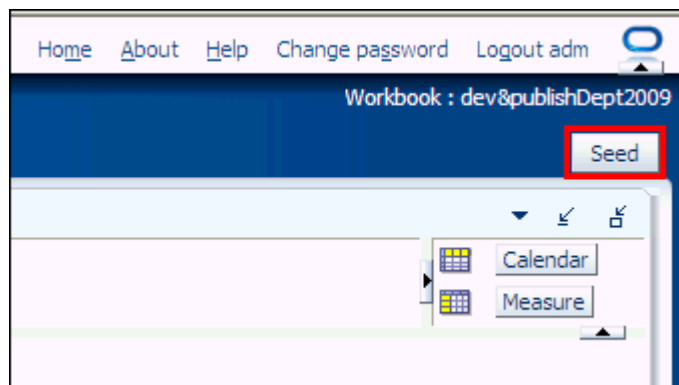 Home About Help Change password Logout adm
Workbook : dev&publishDept2009
Seed
Calendar
Measure